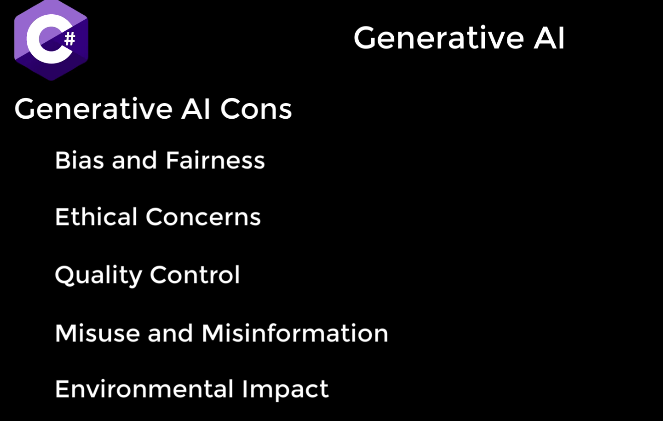 C#
Generative AI
Generative AI Cons
Bias and Fairness
Ethical Concerns
Quality Control
Misuse and Misinformation
Environmental Impact